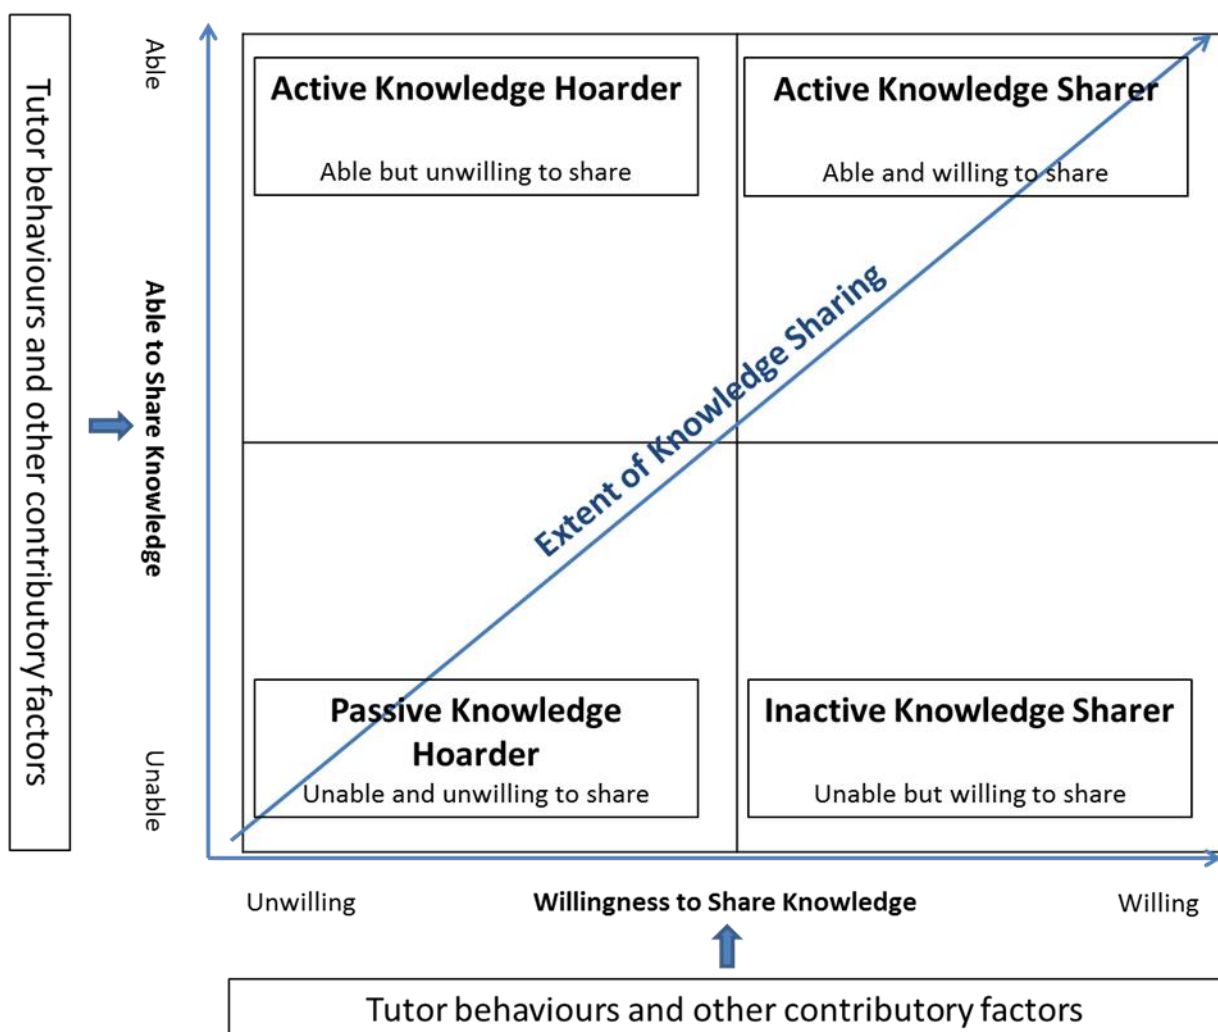 Tutor behaviours and other contributory factors
Able
Able to Share Knowledge
Unable
Active Knowledge Hoarder
Able but unwilling to share
Active Knowledge Sharer
Able and willing to share
Extent of Knowledge Sharing
Passive Knowledge
Hoarder
Unable and unwilling to share
Inactive Knowledge Sharer
Unable but willing to share
Unwilling
Willingness to Share Knowledge
Willing
Tutor behaviours and other contributory factors